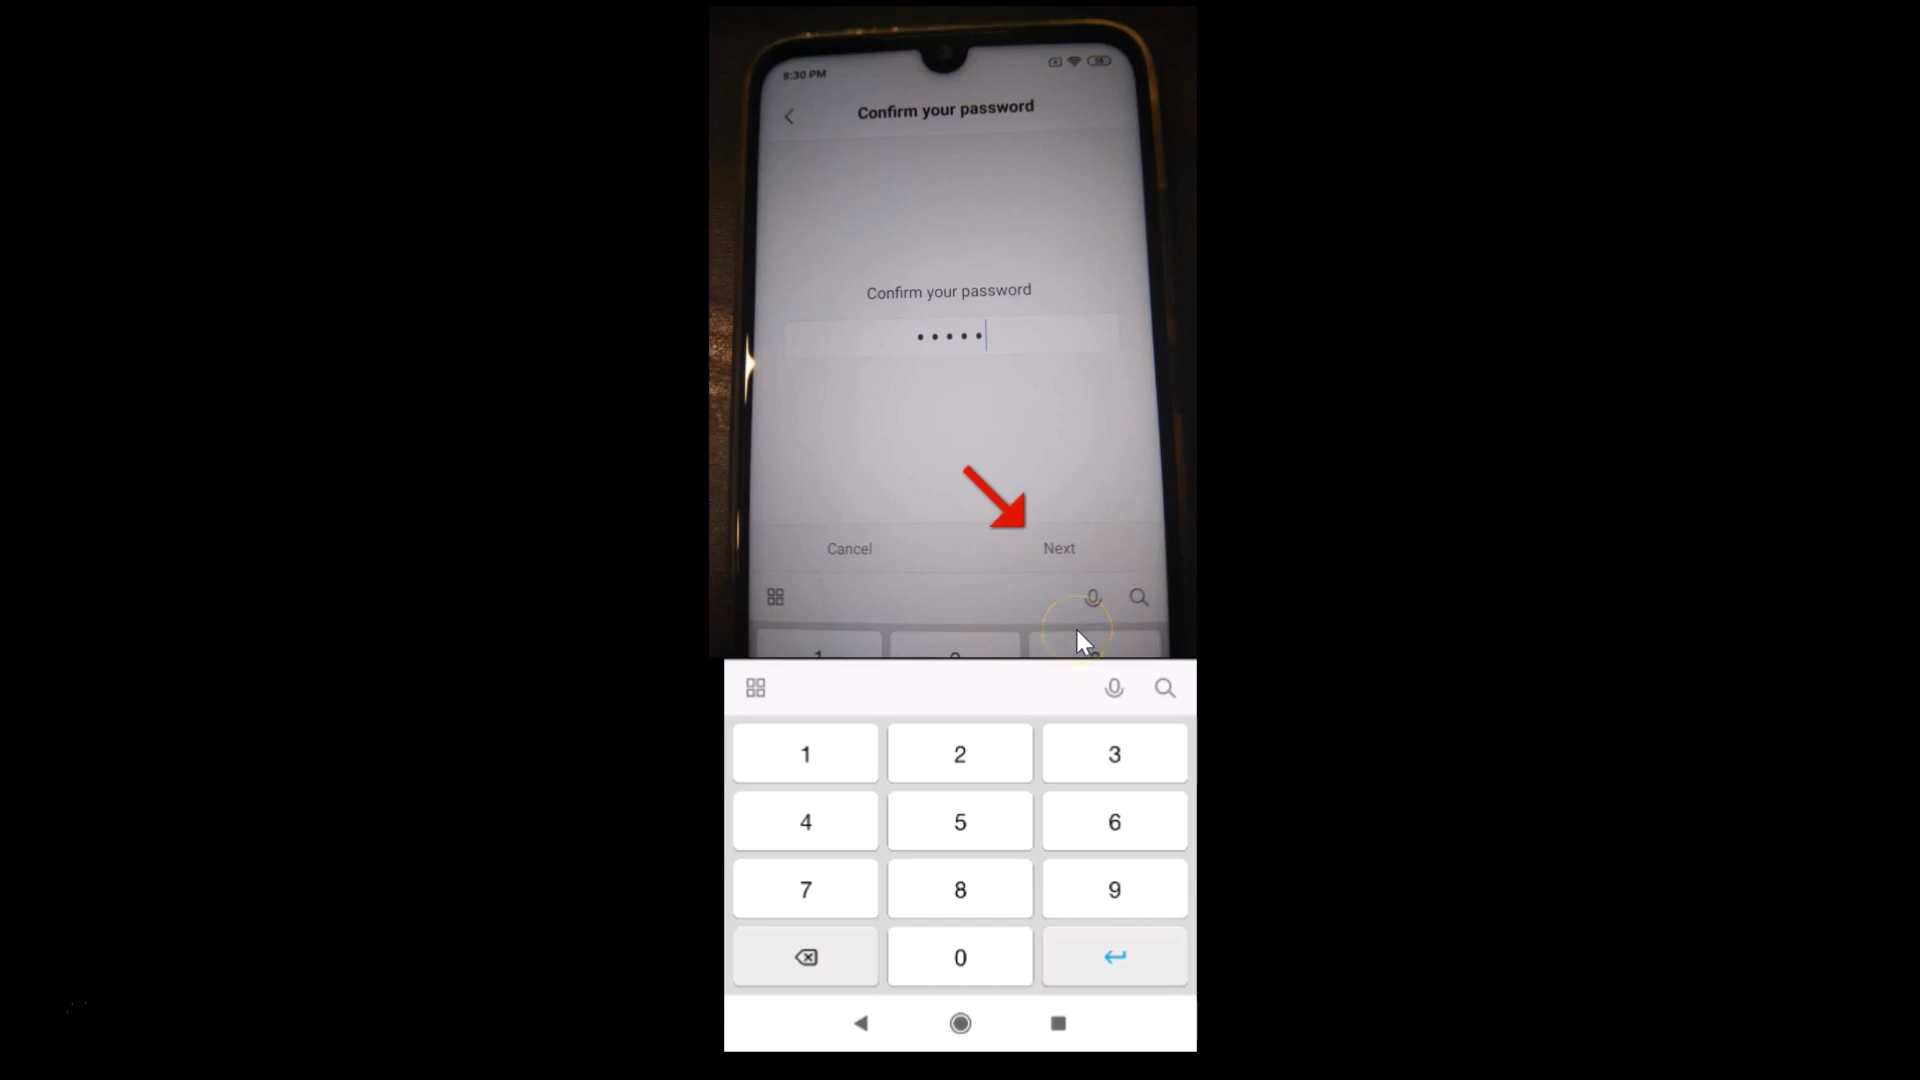 8:30 PM
Confirm your password
Confirm your password
•••••
Cancel
Next
1 2 3
4 5 6
7 8 9
0